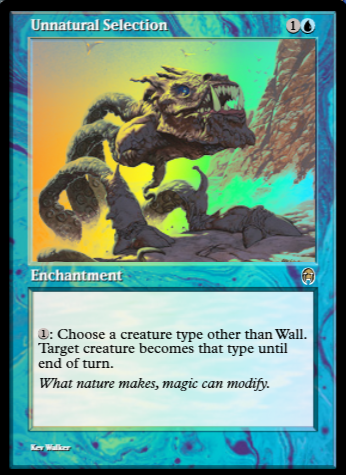 Unnatural Selection 1
Enchantment
1: Choose a creature type other than Wall.
Target creature becomes that type until
end of turn.
What nature makes, magic can modify.
Kev Walker